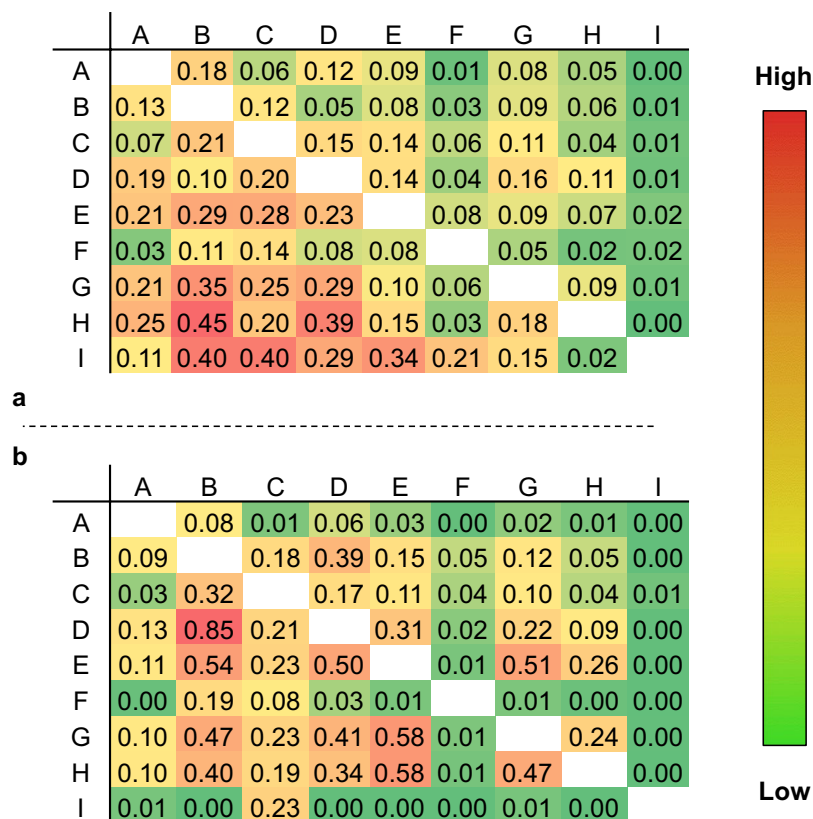 A B C D E F G H I
A 0.18 0.06 0.12 0.09 0.01 0.08 0.05 0.00
B 0.13 0.12 0.05 0.08 0.03 0.09 0.06 0.01
C 0.07 0.21 0.15 0.14 0.06 0.11 0.04 0.01
D 0.19 0.10 0.20 0.14 0.04 0.16 0.11 0.01
E 0.21 0.29 0.28 0.23 0.08 0.09 0.07 0.02
F 0.03 0.11 0.14 0.08 0.08 0.05 0.02 0.02
G 0.21 0.35 0.25 0.29 0.10 0.06 0.09 0.01
H 0.25 0.45 0.20 0.39 0.15 0.03 0.18 0.00
I 0.11 0.40 0.40 0.29 0.34 0.21 0.15 0.02
a
b
A B C D E F G H I
A 0.08 0.01 0.06 0.03 0.00 0.02 0.01 0.00
B 0.09 0.18 0.39 0.15 0.05 0.12 0.05 0.00
C 0.03 0.32 0.17 0.11 0.04 0.10 0.04 0.01
D 0.13 0.85 0.21 0.31 0.02 0.22 0.09 0.00
E 0.11 0.54 0.23 0.50 0.01 0.51 0.26 0.00
F 0.00 0.19 0.08 0.03 0.01 0.01 0.00 0.00
G 0.10 0.47 0.23 0.41 0.58 0.01 0.24 0.00
H 0.10 0.40 0.19 0.34 0.58 0.01 0.47 0.00
I 0.01 0.00 0.23 0.00 0.00 0.00 0.01 0.00
High
Low